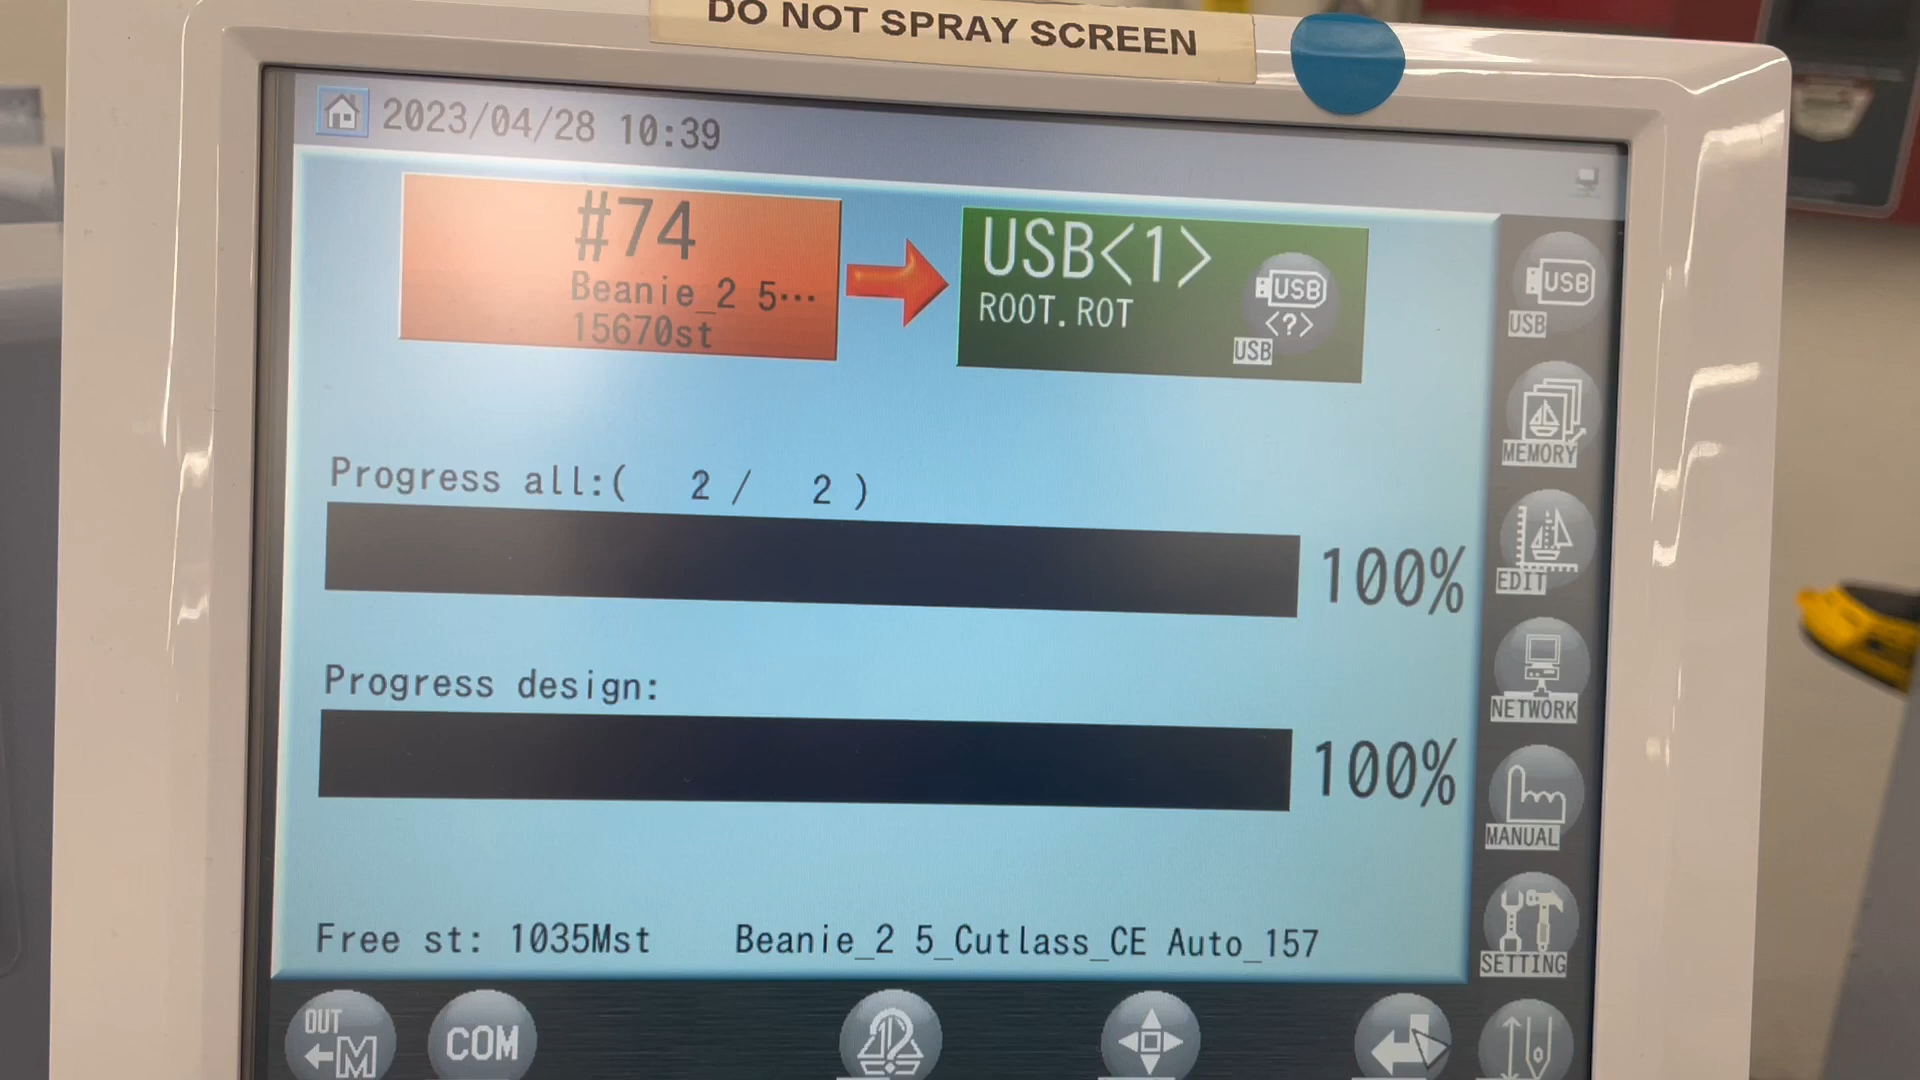 DO NOT SPRAY SCREEN
2023/04/28 10:39
#74
Beanie_2 5…
15670st
USB<1>
ROOT.ROT
USB
<?>
USB
USB
USB
MEMORY
Progress all:( 2 / 2 )
100%
EDIT
Progress design:
100%
NETWORK
MANUAL
Free st: 1035Mst
Beanie_2 5_Cutlass_CE Auto_157
SETTING
OUT
M
COM